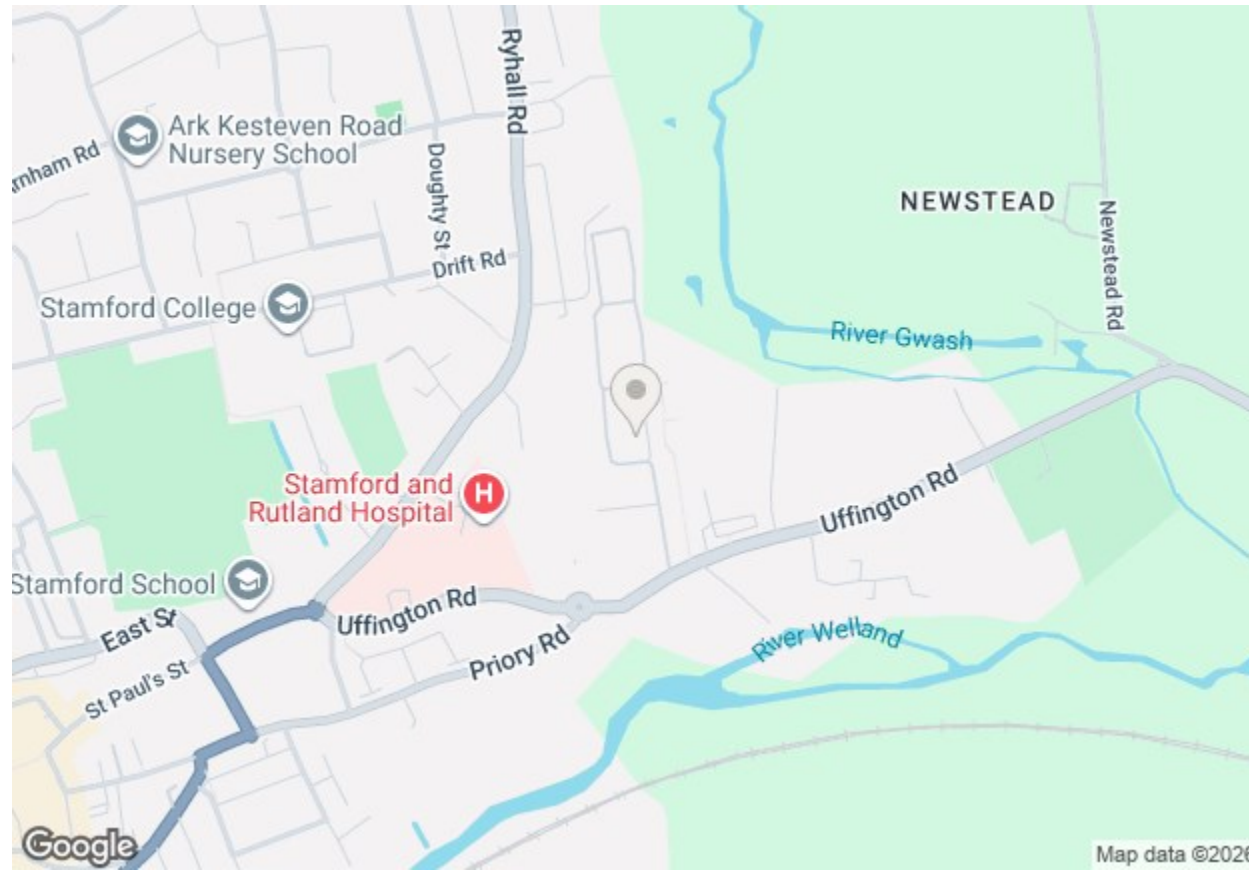 Ryhall Rd
Ark Kesteven Road
Nursery School
rnham Rd
Doughty St
NEWSTEAD
Newstead Rd
Drift Rd
Stamford College
River Gwash
Stamford and
Rutland Hospital
H
Uffington Rd
Stamford School
Uffington Rd
East St
Priory Rd
River Welland
St Paul's St
Google
Map data ©2026